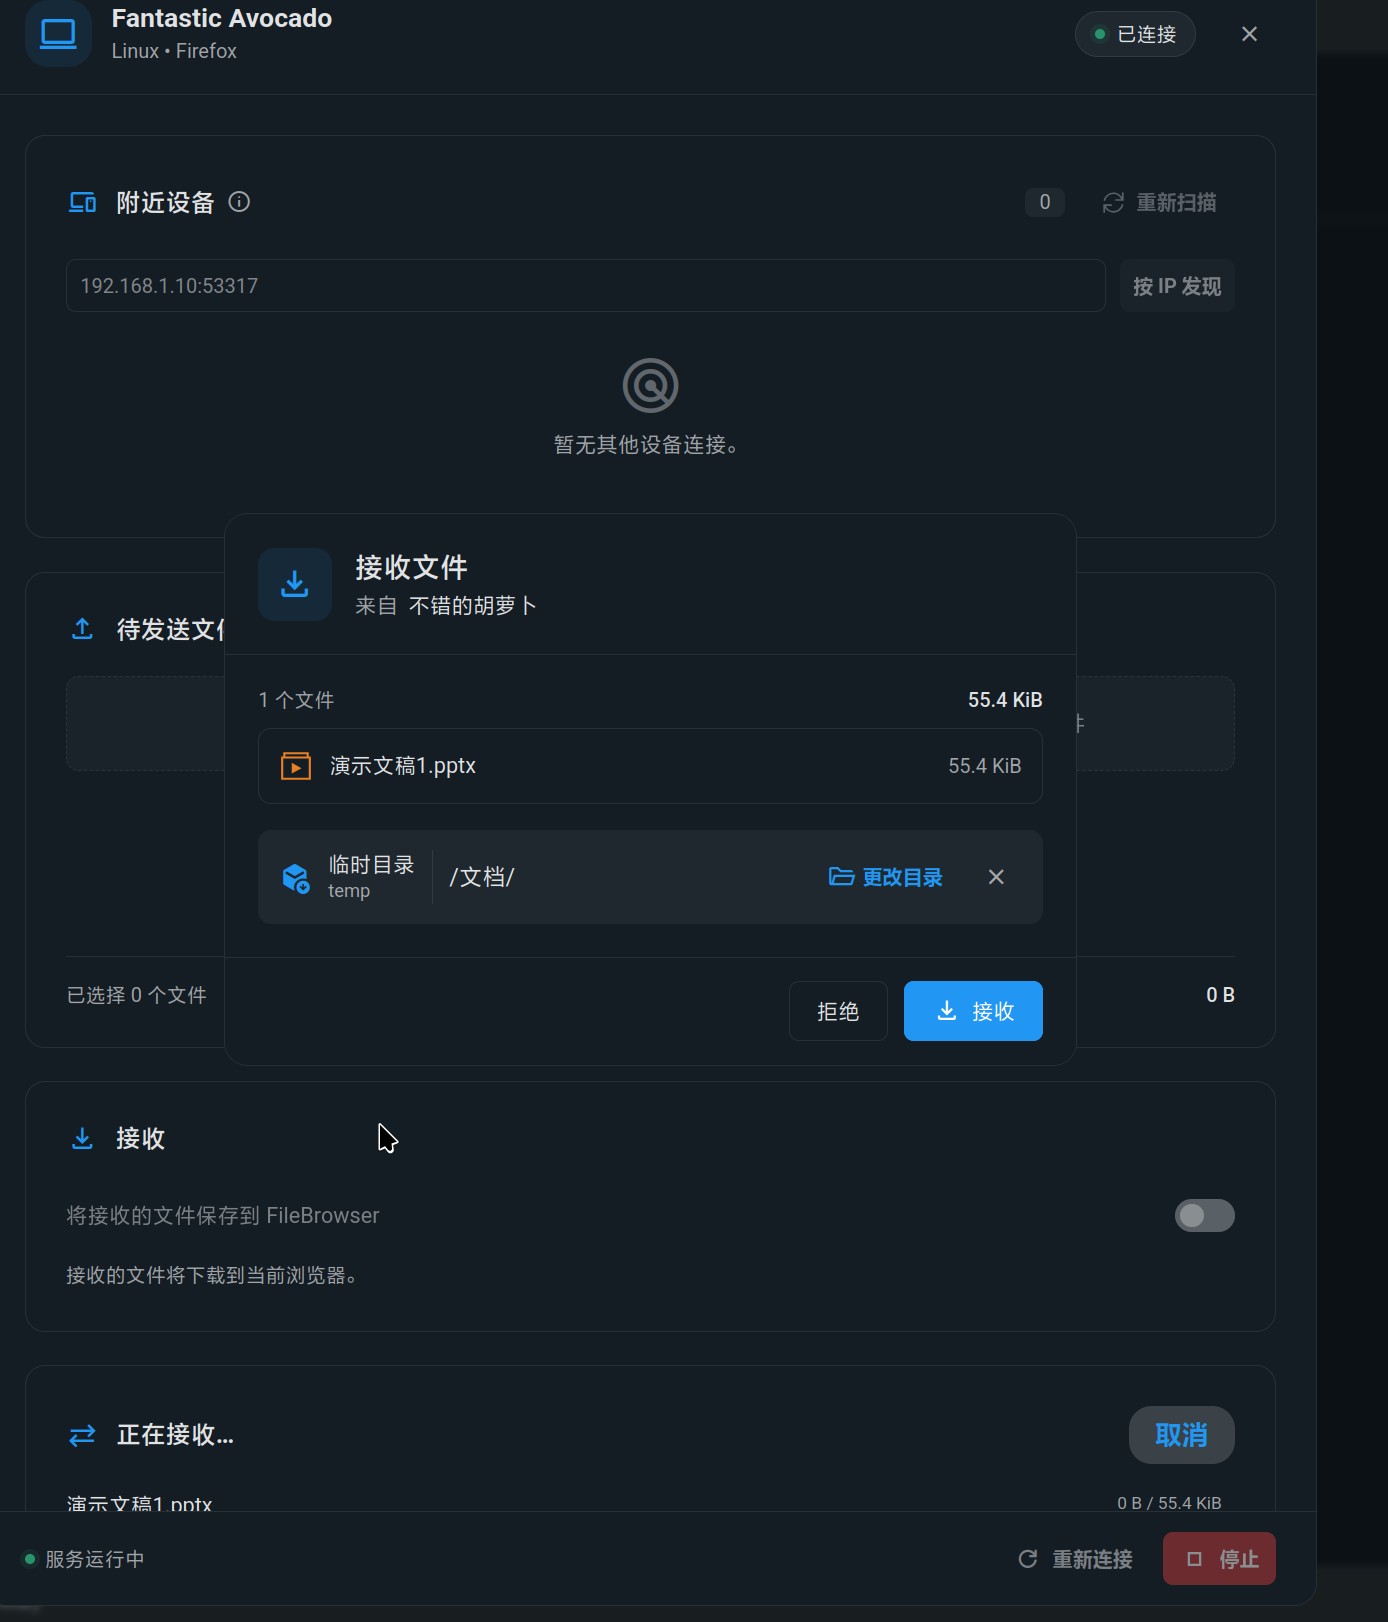 Fantastic Avocado
Linux • Firefox
已连接
附近设备
0
重新扫描
192.168.1.10:53317
按 IP 发现
暂无其他设备连接。
接收文件
来自 不错的胡萝卜
待发送文
1 个文件
55.4 KiB
演示文稿1.pptx
55.4 KiB
临时目录
temp
/文档/
更改目录
已选择 0 个文件
0 B
拒绝
接收
接收
将接收的文件保存到 FileBrowser
接收的文件将下载到当前浏览器。
正在接收...
取消
演示文稿1.pptx
0 B / 55.4 KiB
服务运行中
重新连接
停止